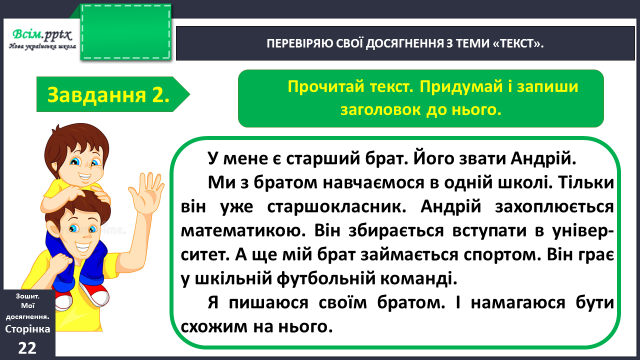 Всім.pptx
Нова українська школа
ПЕРЕВІРЯЮ СВОЇ ДОСЯГНЕННЯ З ТЕМИ «ТЕКСТ».
Завдання 2.
Прочитай текст. Придумай і запиши
заголовок до нього.
У мене є старший брат. Його звати Андрій.
Ми з братом навчаємося в одній школі. Тільки
він уже старшокласник. Андрій захоплюється
математикою. Він збирається вступати в універ-
ситет. А ще мій брат займається спортом. Він грає
у шкільній футбольній команді.
Я пишаюся своїм братом. І намагаюся бути
схожим на нього.
Зошит.
Мої
досягнення.
Сторінка
22